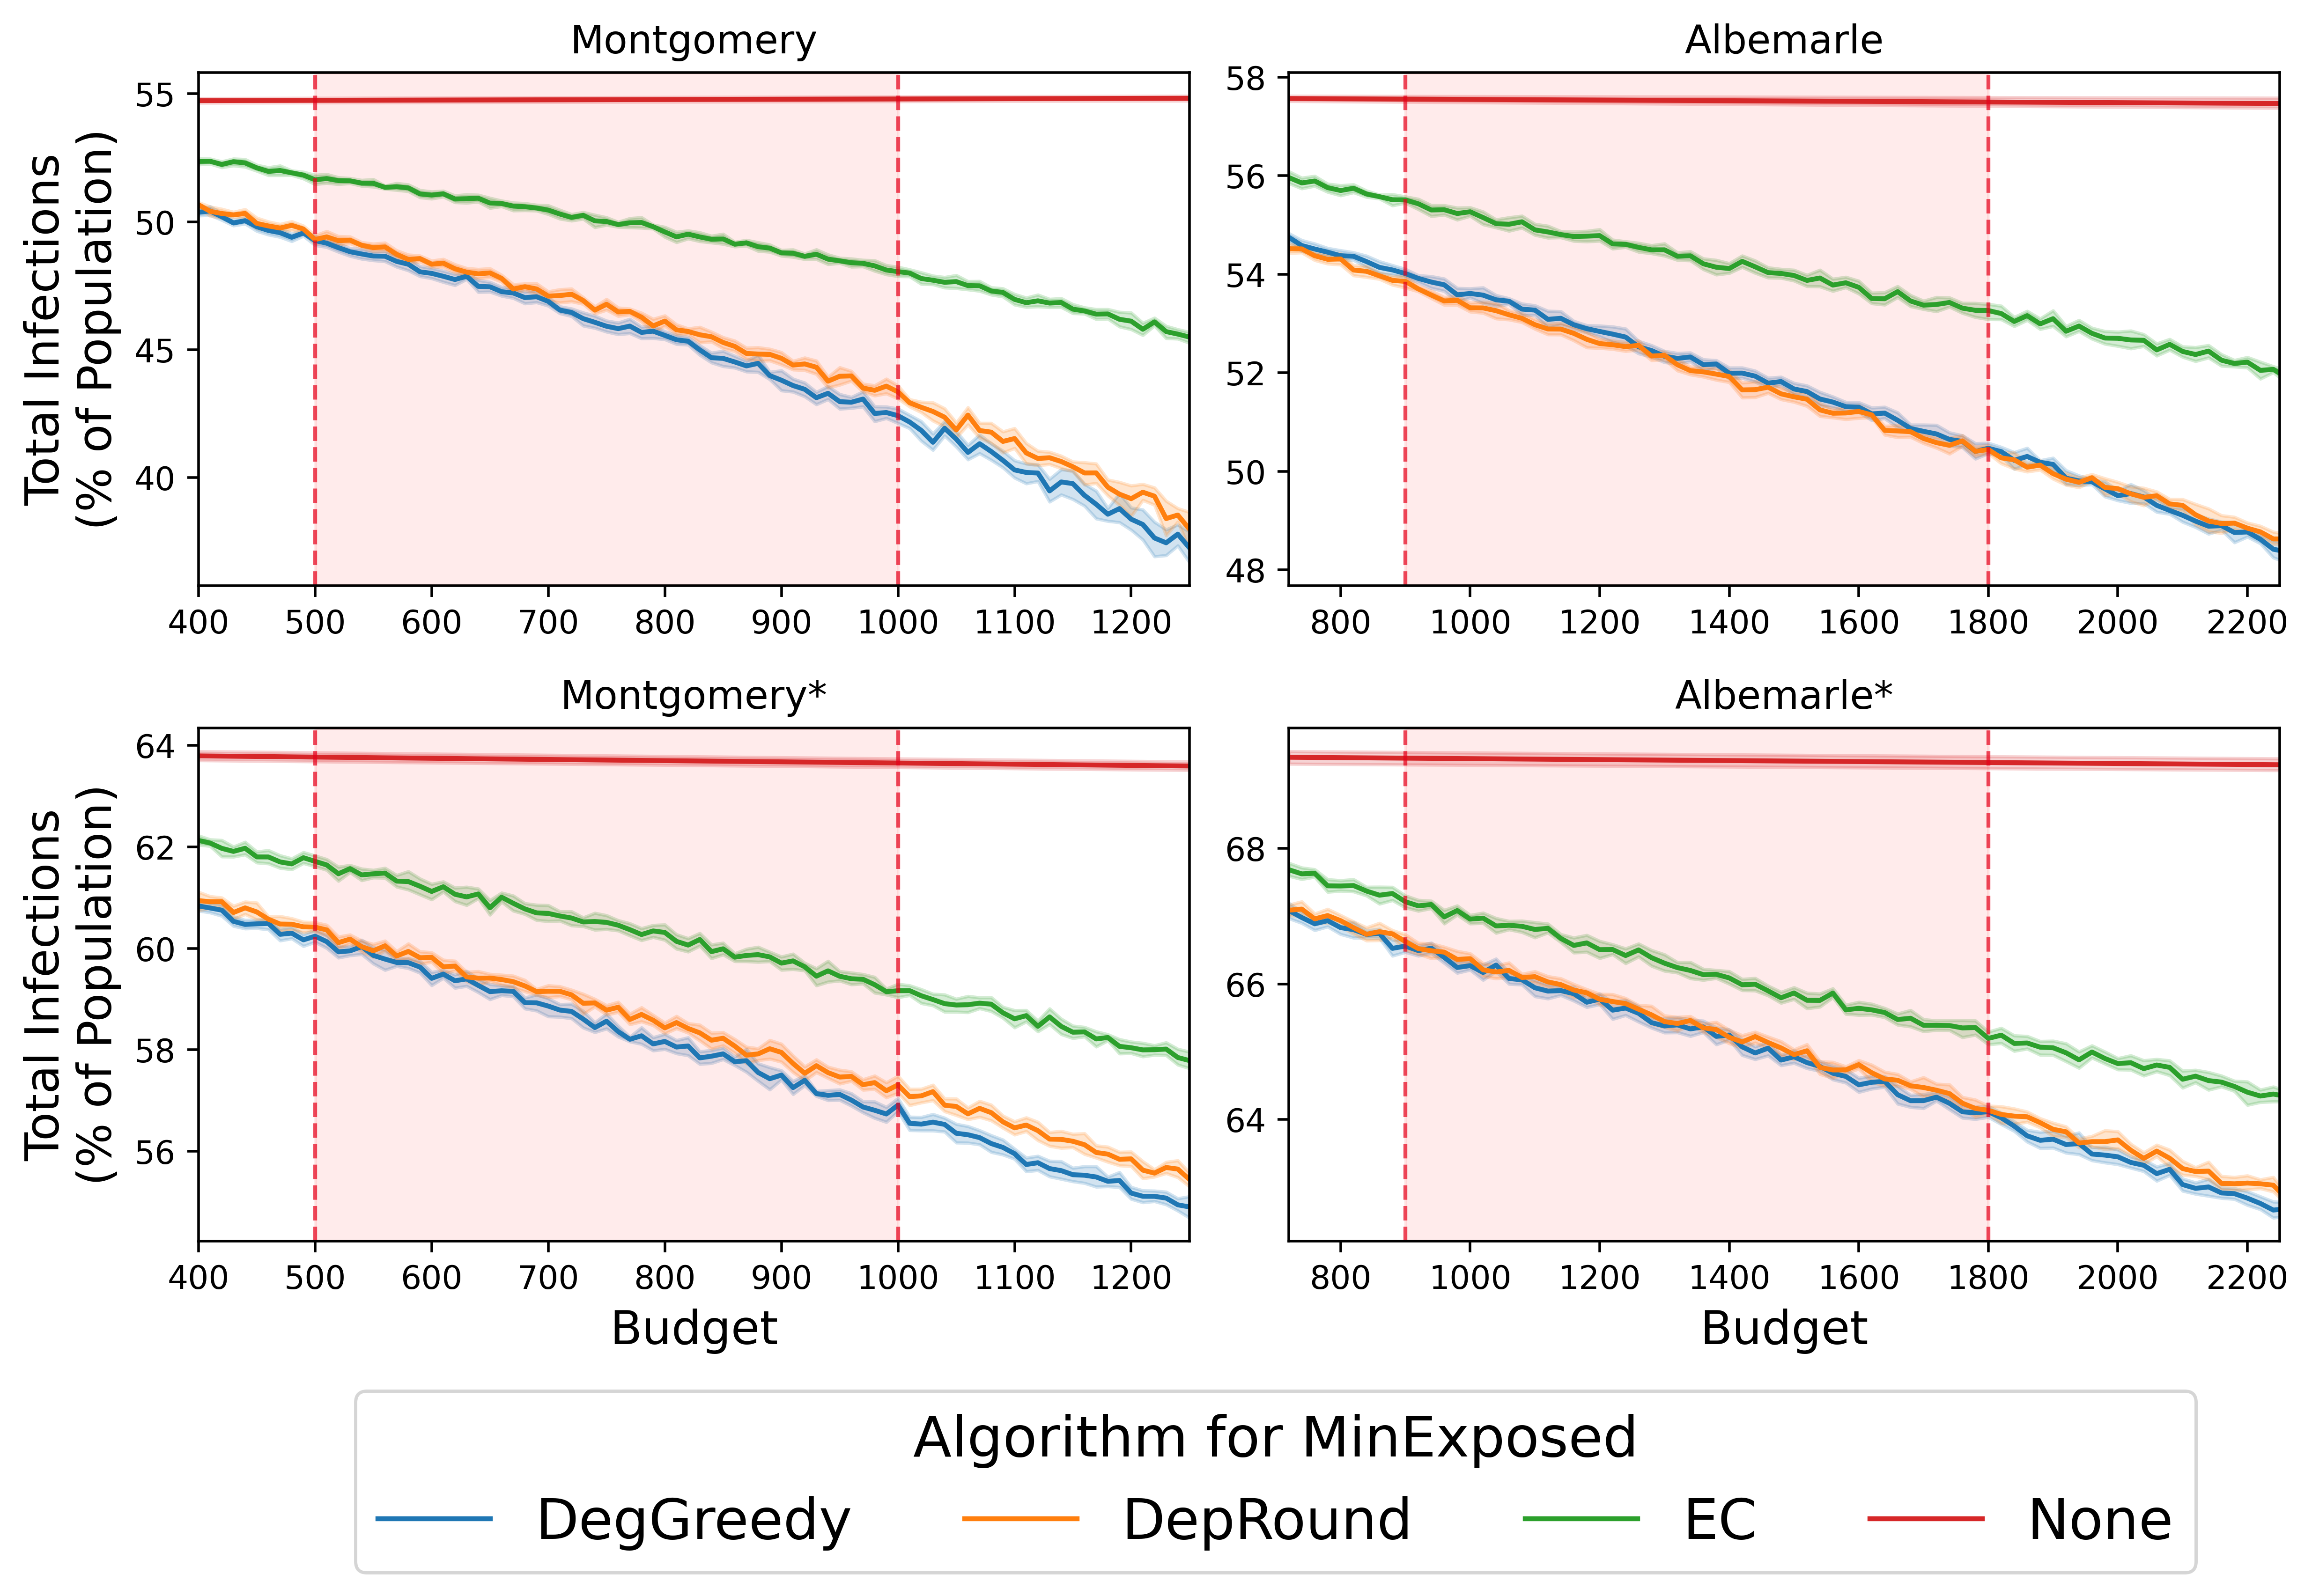 Montgomery
Albemarle
Total Infections
(% of Population)
55
50
45
40
400 500 600 700 800 900 1000 1100 1200
58
56
54
52
50
48
800 1000 1200 1400 1600 1800 2000 2200
Montgomery*
Albemarle*
Total Infections
(% of Population)
64
62
60
58
56
400 500 600 700 800 900 1000 1100 1200
Budget
68
66
64
800 1000 1200 1400 1600 1800 2000 2200
Budget
Algorithm for MinExposed
DegGreedy DepRound EC None